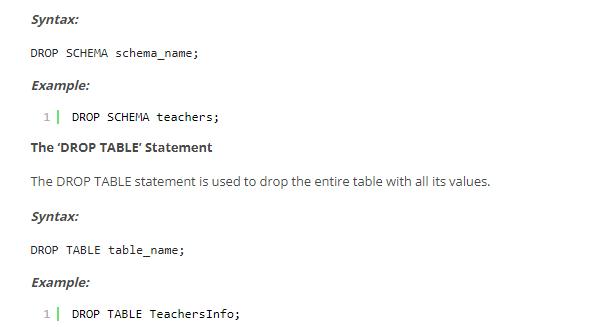 Syntax:
DROP SCHEMA schema_name;
Example:
1 DROP SCHEMA teachers;
The ‘DROP TABLE’ Statement
The DROP TABLE statement is used to drop the entire table with all its values.
Syntax:
DROP TABLE table_name;
Example:
1 DROP TABLE TeachersInfo;